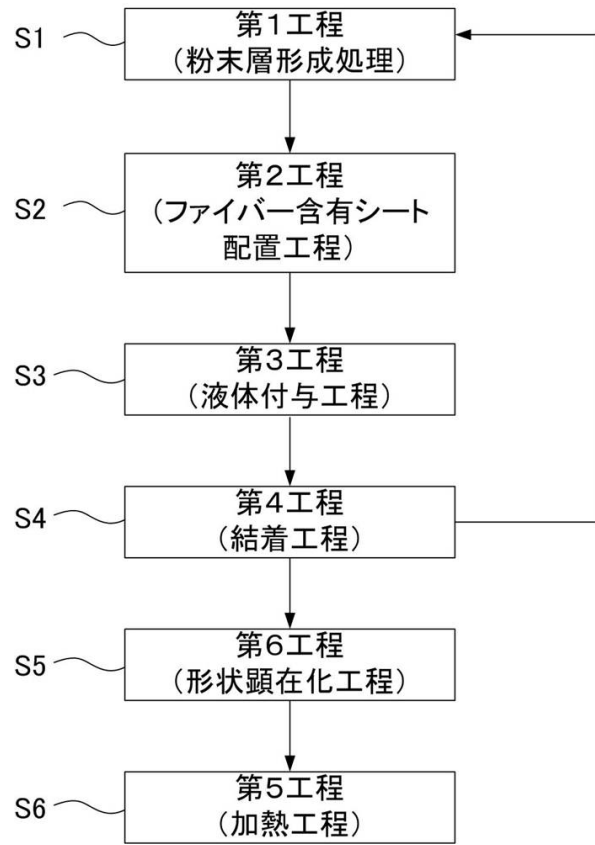 S1
第1工程
（粉末層形成処理）
S2
第2工程
（ファイバー含有シート
配置工程）
S3
第3工程
（液体付与工程）
S4
第4工程
（結着工程）
S5
第6工程
（形状顕在化工程）
S6
第5工程
（加熱工程）